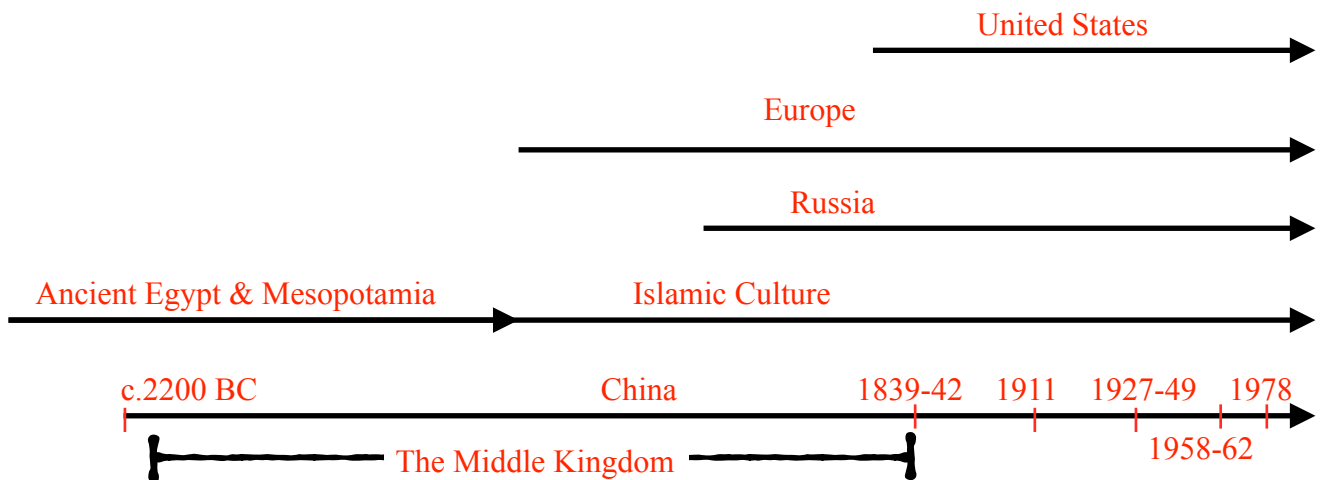 United States
Europe
Russia
Ancient Egypt & Mesopotamia Islamic Culture
c.2200 BC China 1839-42 1911 1927-49 1978
1958-62
The Middle Kingdom